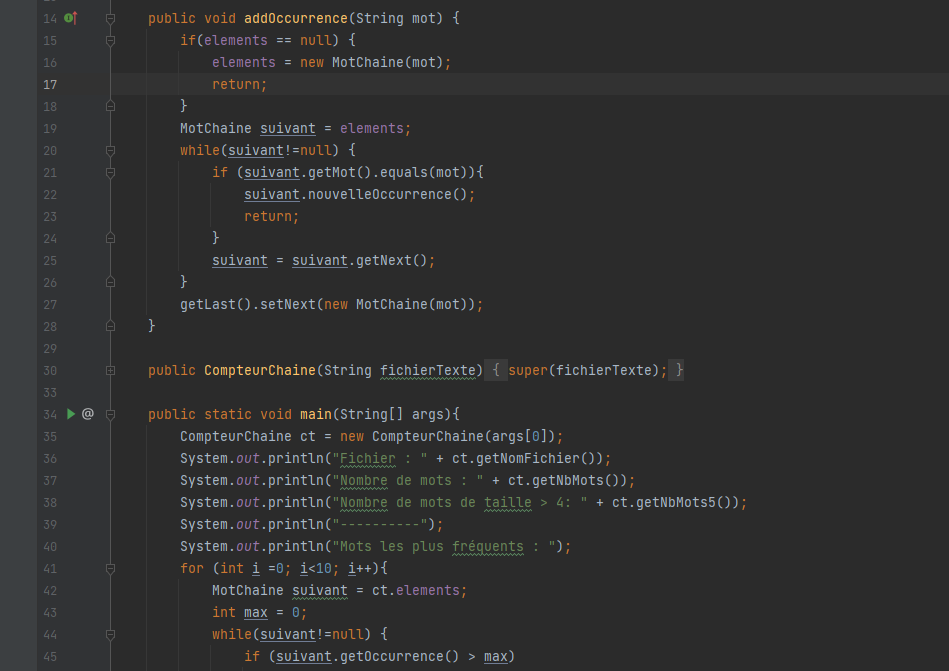 14 public void addOccurrence(String mot) {
15 if(elements == null) {
16 elements = new MotChaine(mot);
17 return;
18 }
19 MotChaine suivant = elements;
20 while(suivant!=null) {
21 if (suivant.getMot().equals(mot)){
22 suivant.nouvelleOccurrence();
23 return;
24 }
25 suivant = suivant.getNext();
26 }
27 getLast().setNext(new MotChaine(mot));
28 }
29
30 public CompteurChaine(String fichierTexte) { super(fichierTexte); }
33
34 @ public static void main(String[] args){
35 CompteurChaine ct = new CompteurChaine(args[0]);
36 System.out.println("Fichier : " + ct.getNomFichier());
37 System.out.println("Nombre de mots : " + ct.getNbMots());
38 System.out.println("Nombre de mots de taille > 4: " + ct.getNbMots5());
39 System.out.println("----------");
40 System.out.println("Mots les plus fréquents : ");
41 for (int i =0; i<10; i++){
42 MotChaine suivant = ct.elements;
43 int max = 0;
44 while(suivant!=null) {
45 if (suivant.getOccurrence() > max)